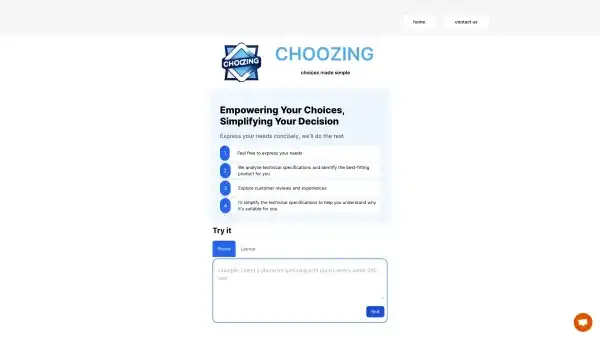 home
contact us
CHOOZING
CHOOZING
choices made simple
Empowering Your Choices,
Simplifying Your Decision
Express your needs concisely, we'll do the rest
1 Feel free to express your needs
2 We analyze technical specifications and identify the best-fitting
product for you
3 Explore customer reviews and experiences
4 I'll simplify the technical specifications to help you understand why
it's suitable for you
Try it
Phone
Laptop
I need a phone for
with good camera under 200
Find